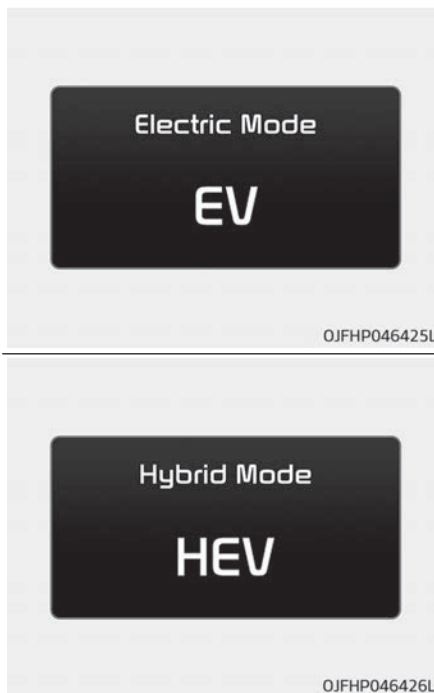 Electric Mode
EV
OJFHP046425L
Hybrid Mode
HEV
OJFHP046426L